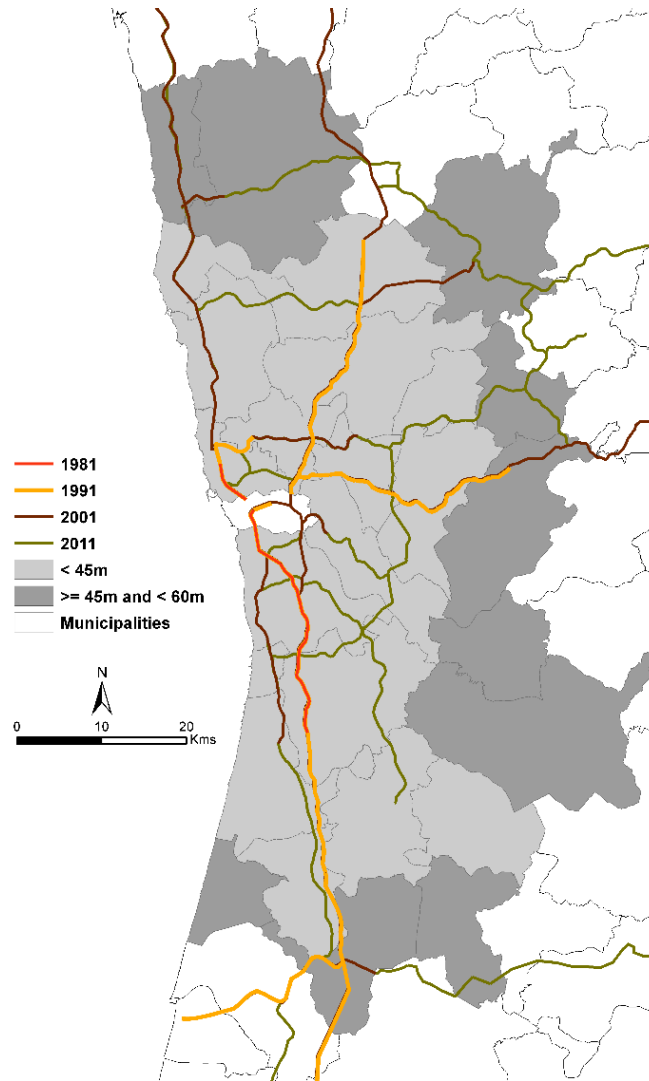 1981
1991
2001
2011
< 45m
>= 45m and < 60m
Municipalities
N
0 10 20
Kms